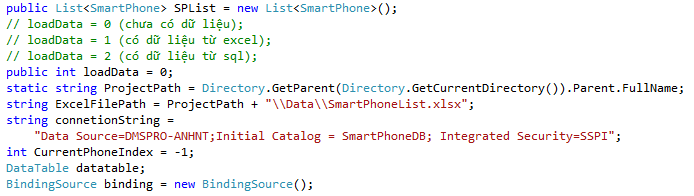 public List<SmartPhone> SPList = new List<SmartPhone>();
// loadData = 0 (chưa có dữ liệu);
// loadData = 1 (có dữ liệu từ excel);
// loadData = 2 (có dữ liệu từ sql);
public int loadData = 0;
static string ProjectPath = Directory.GetParent(Directory.GetCurrentDirectory()).Parent.FullName;
string ExcelFilePath = ProjectPath + "\\Data\\SmartPhoneList.xlsx";
string connetionString =
"Data Source=DMSPRO-ANHNT;Initial Catalog = SmartPhoneDB; Integrated Security=SSPI";
int CurrentPhoneIndex = -1;
DataTable datatable;
BindingSource binding = new BindingSource();